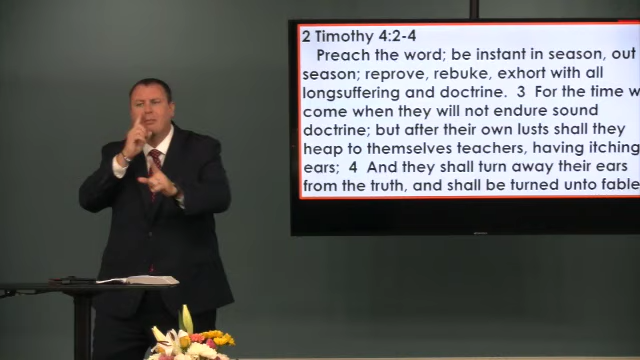 2 Timothy 4:2-4
Preach the word; be instant in season, out
season; reprove, rebuke, exhort with all
longsuffering and doctrine. 3 For the time w
come when they will not endure sound
doctrine; but after their own lusts shall they
heap to themselves teachers, having itching
ears; 4 And they shall turn away their ears
from the truth, and shall be turned unto fable